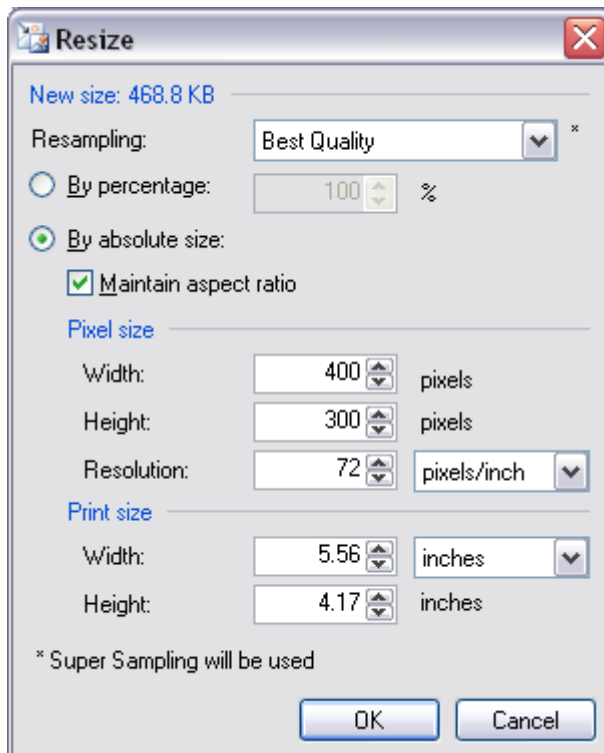 Resize
New size: 468.8 KB
Resampling: Best Quality *
By percentage: 100 %
By absolute size:
Maintain aspect ratio
Pixel size
Width: 400 pixels
Height: 300 pixels
Resolution: 72 pixels/inch
Print size
Width: 5.56 inches
Height: 4.17 inches
* Super Sampling will be used
OK Cancel